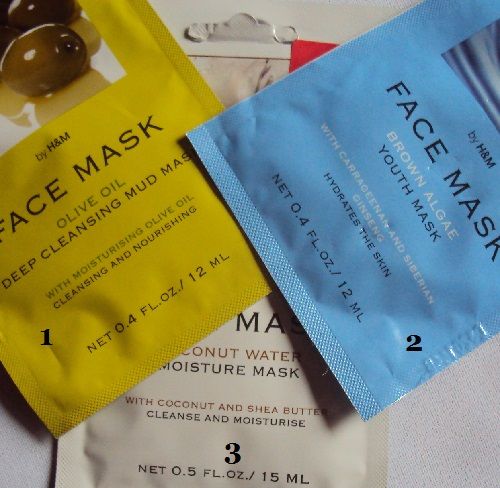 by H&M
FACE MASK
OLIVE OIL
DEEP CLEANSING MUD MASK
WITH MOISTURISING OLIVE OIL
CLEANSING AND NOURISHING
NET 0.4 FL.OZ./ 12 ML
1
by H&M
FACE MASK
BROWN ALGAE
YOUTH MASK
WITH CARRAGEENAN AND SIBERIAN
GINSENG
HYDRATES THE SKIN
NET 0.4 FL.OZ./ 12 ML
2
MAS
CONUT WATER
MOISTURE MASK
WITH COCONUT AND SHEA BUTTER
CLEANSE AND MOISTURISE
3
NET 0.5 FL.OZ./ 15 ML